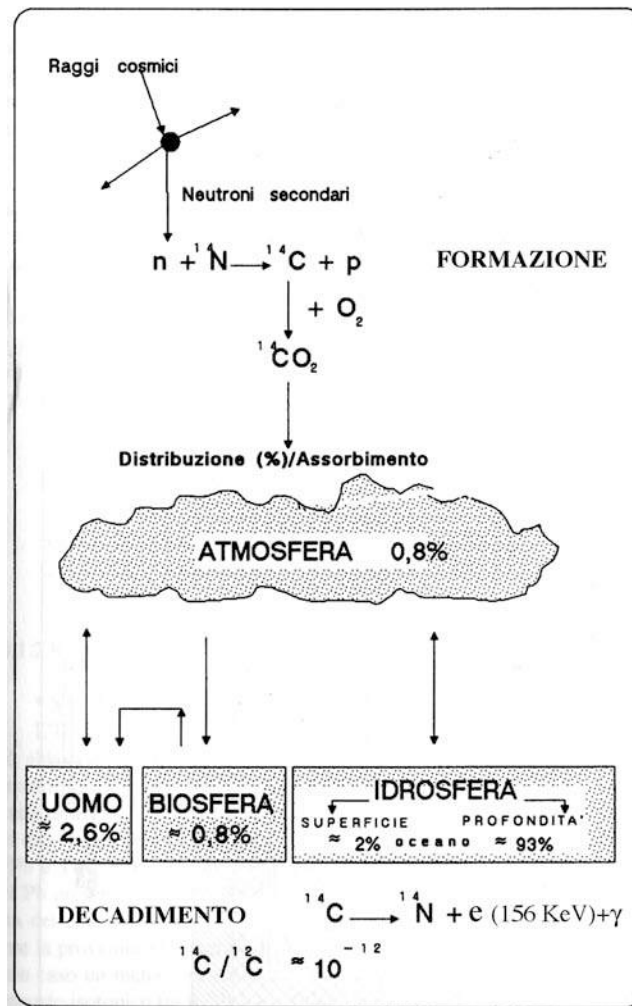 Raggi cosmici
Neutroni secondari
n + ¹⁴N → ¹⁴C + p FORMAZIONE
+ O₂
¹⁴CO₂
Distribuzione (%)/Assorbimento
ATMOSFERA 0,8%
UOMO
≈ 2,6%
BIOSFERA
≈ 0,8%
IDROSFERA
SUPERFICIE PROFONDITA'
≈ 2% oceano ≈ 93%
DECADIMENTO ¹⁴C → ¹⁴N + e (156 KeV)+γ
¹⁴C/¹²C ≈ 10⁻¹²